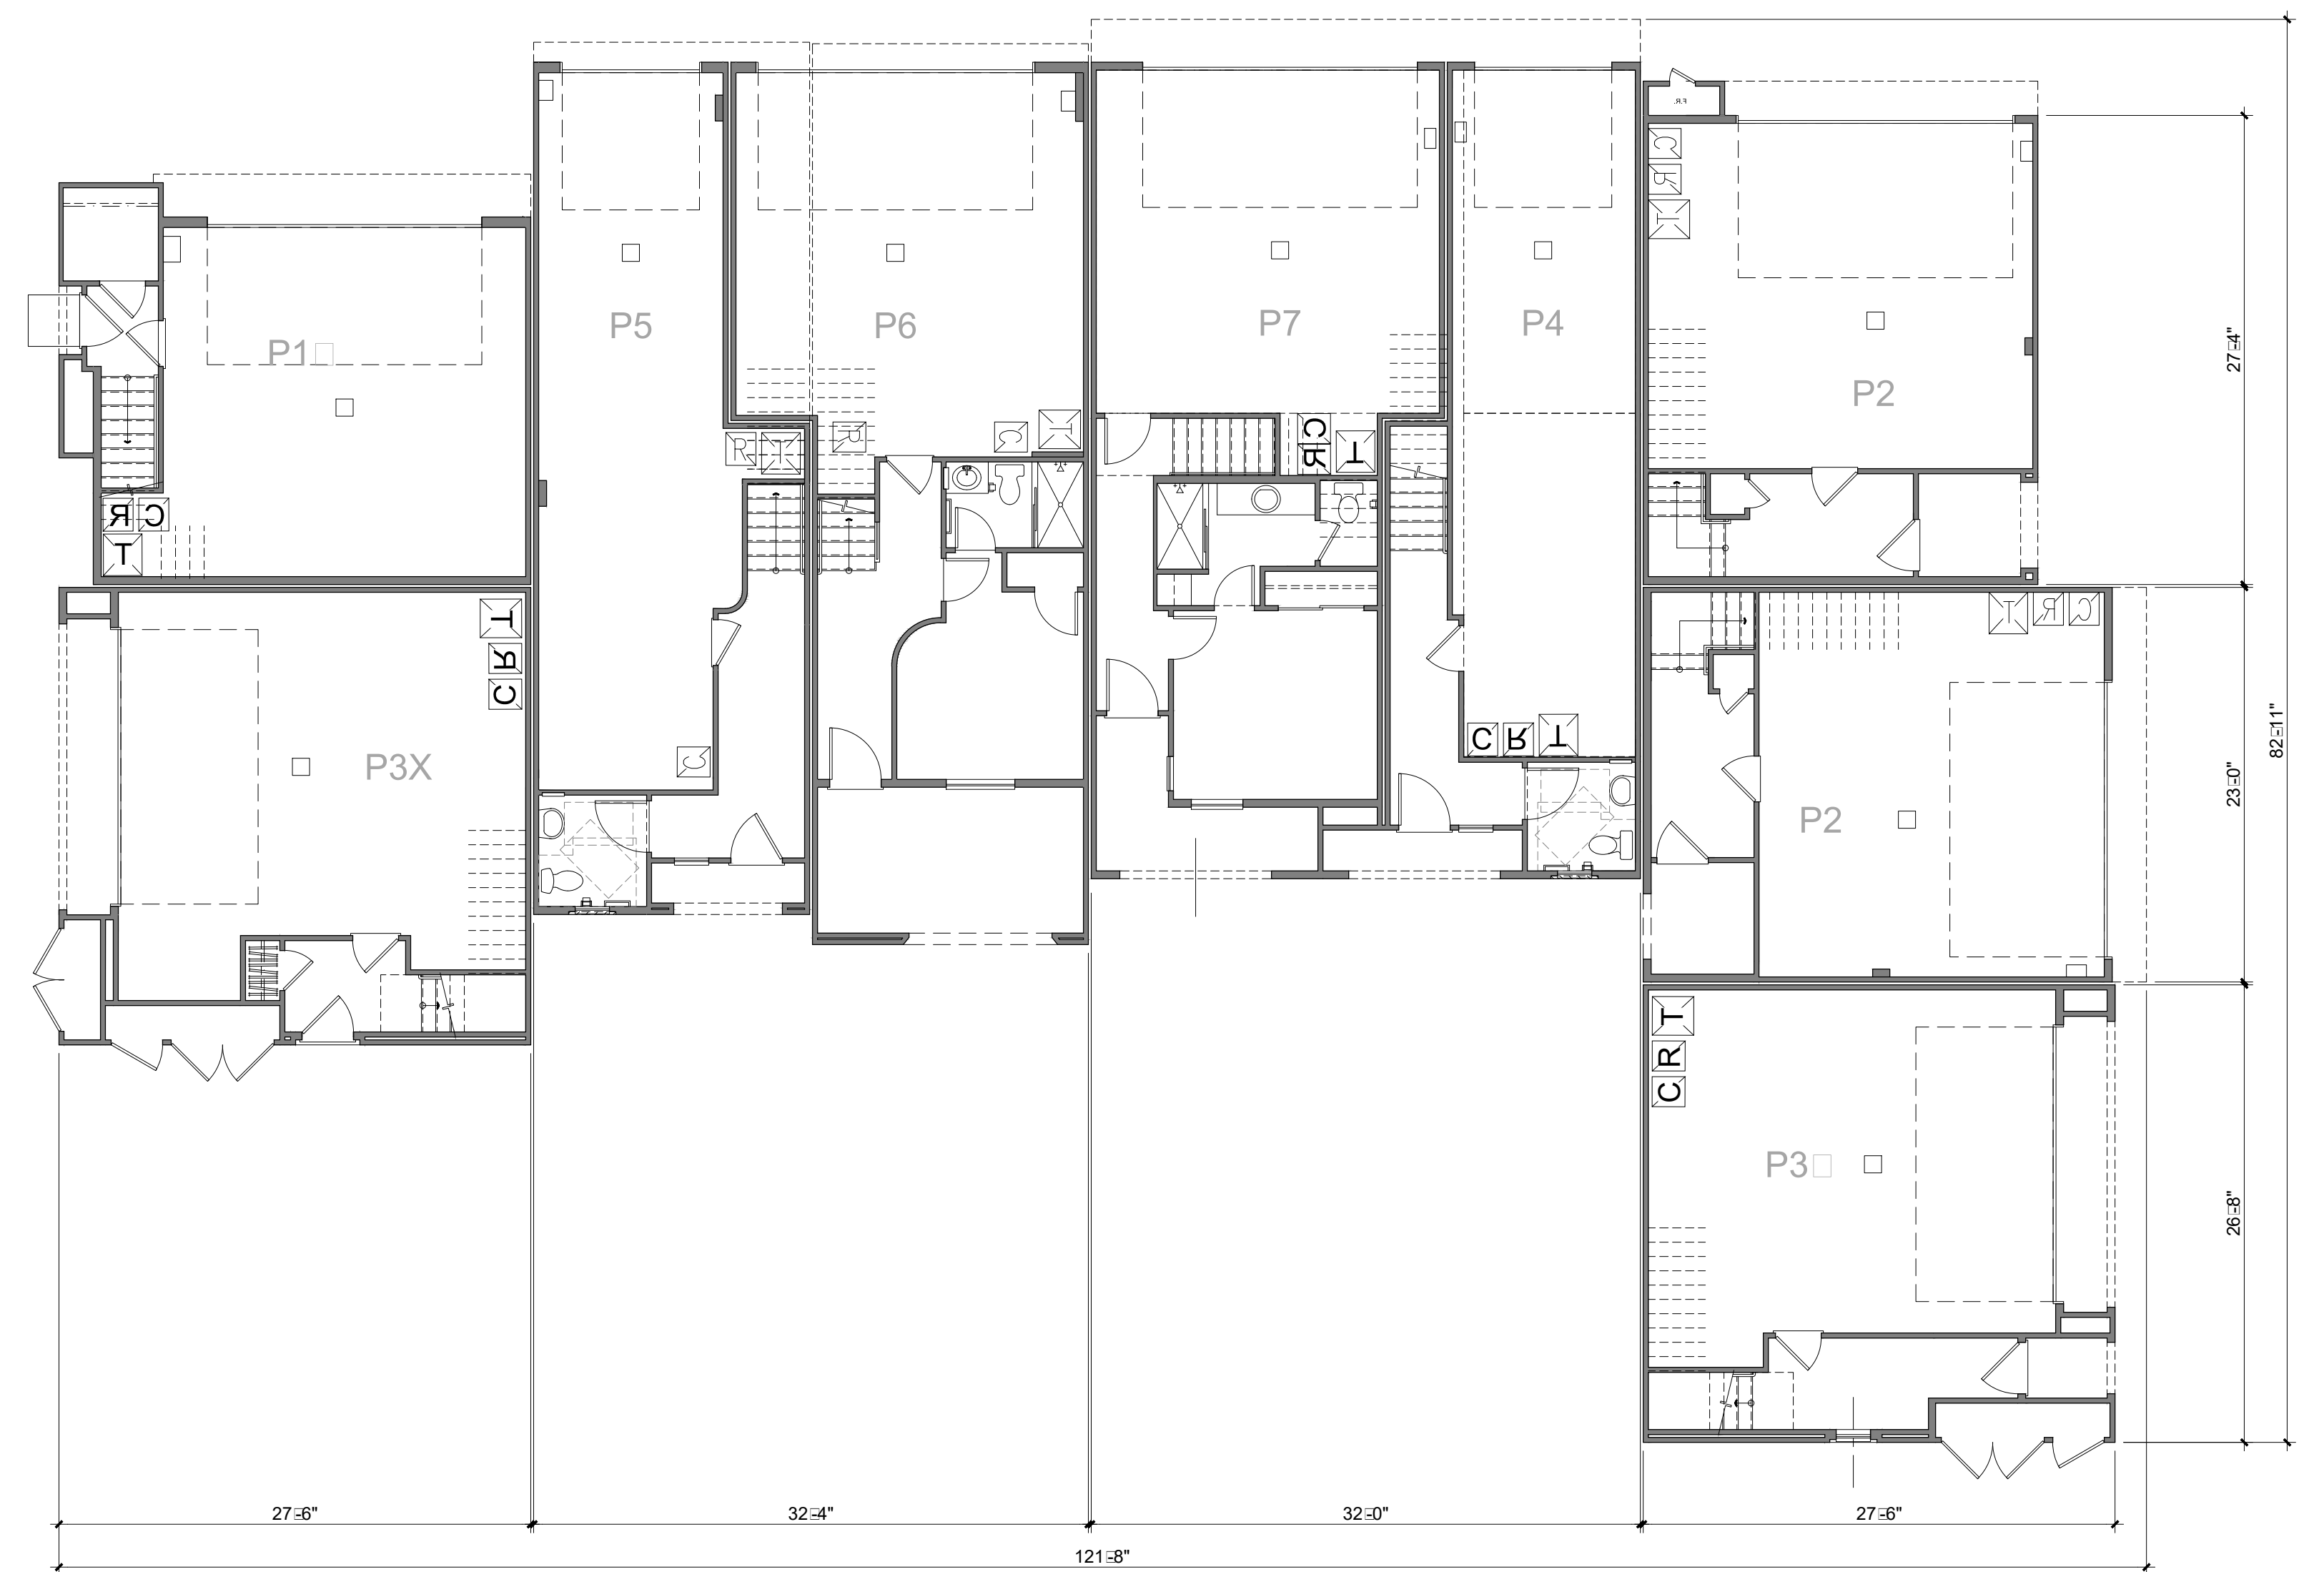 F.R.
C
R
T
P5
P6
P7
P4
P1□
P2
27□-4"
R
T
R
C
T
C
R
T
R
C
T
T
R
C
T
R
C
82□-11"
23□-0"
P3X
C
C
R
T
P2
T
R
C
P3□
26□-8"
27□-6"
32□-4"
32□-0"
27□-6"
121□-8"